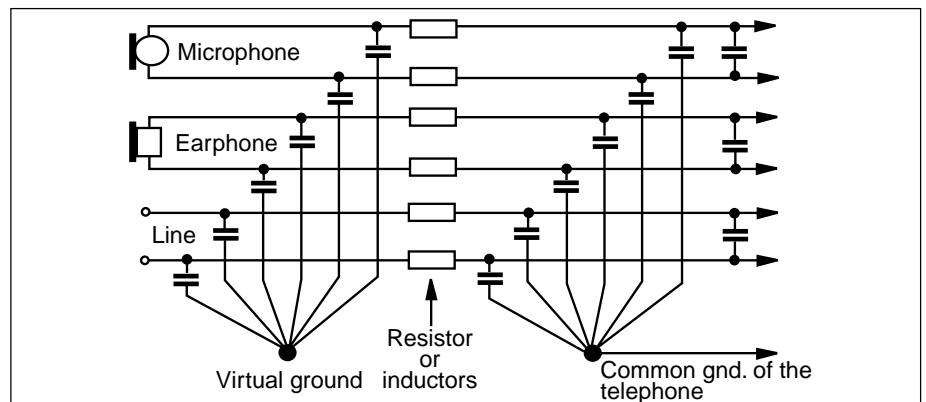 Microphone
Earphone
Line
Resistor
or
inductors
Virtual ground
Common gnd. of the
telephone